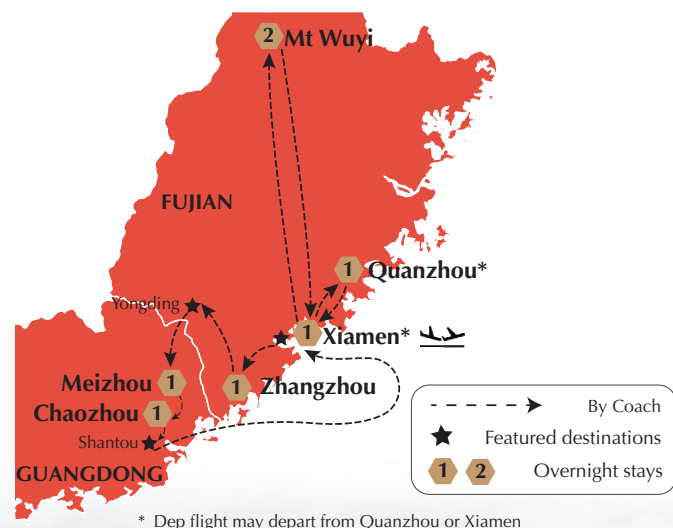 2 Mt Wuyi
FUJIAN
1 Quanzhou*
Yongding
1 Xiamen*
Meizhou 1
1 Zhangzhou
Chaozhou 1
Shantou
GUANGDONG
By Coach
Featured destinations
1 2 Overnight stays
* Dep flight may depart from Quanzhou or Xiamen